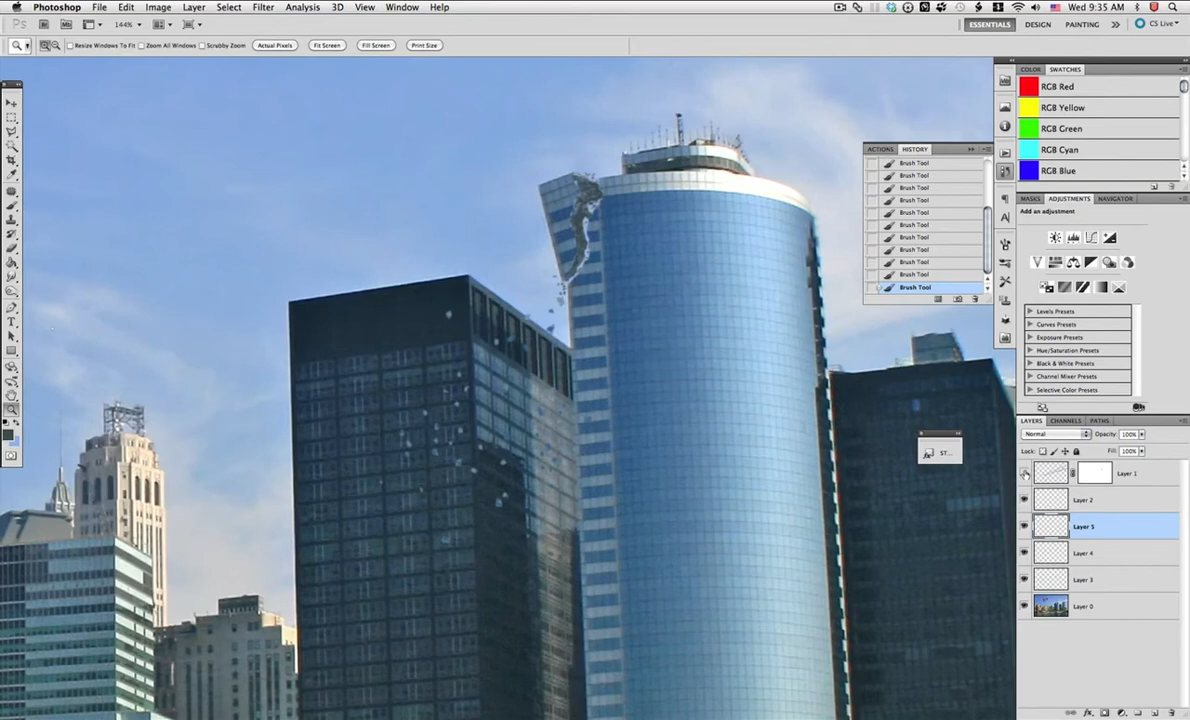 Photoshop File Edit Image Layer Select Filter Analysis 3D View Window Help Wed 9:35 AM
Ps Br Mb 144% ESSENTIALS DESIGN PAINTING CS Live
Resize Windows To Fit Zoom All Windows Scrubby Zoom Actual Pixels Fit Screen Fill Screen Print Size
COLOR SWATCHES
RGB Red
RGB Yellow
RGB Green
RGB Cyan
RGB Blue
ACTIONS HISTORY
Brush Tool
Brush Tool
Brush Tool
Brush Tool
Brush Tool
Brush Tool
Brush Tool
Brush Tool
Brush Tool
Brush Tool
Brush Tool
MASKS ADJUSTMENTS NAVIGATOR
Add an adjustment
Levels Presets
Curves Presets
Exposure Presets
Hue/Saturation Presets
Black & White Presets
Channel Mixer Presets
Selective Color Presets
LAYERS CHANNELS PATHS
Normal Opacity: 100%
Lock: Fill: 100%
ST...
Layer 1
Layer 2
Layer 5
Layer 4
Layer 3
Layer 0